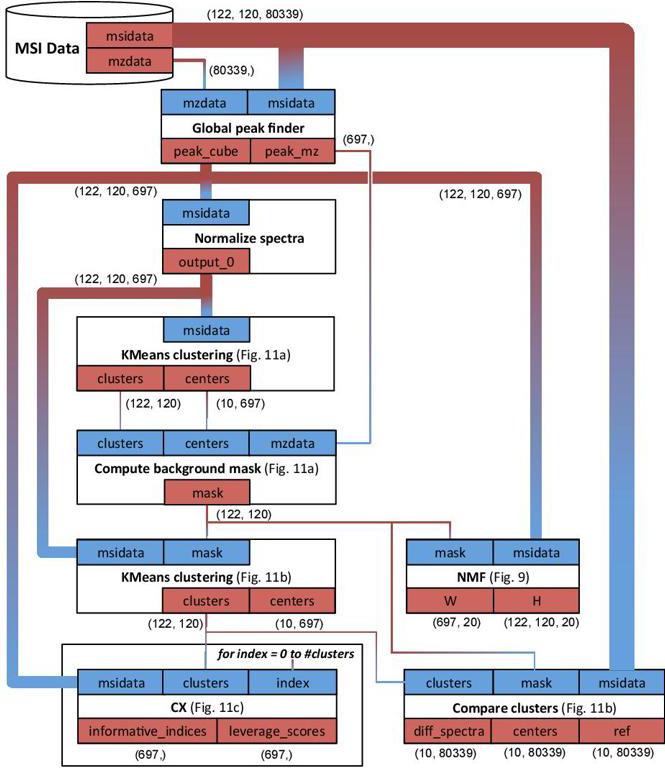 (122, 120, 80339)
MSI Data
msidata
mzdata
(80339,)
mzdata msidata
Global peak finder
(697,)
peak_cube peak_mz
(122, 120, 697)
(122, 120, 697)
msidata
Normalize spectra
output_0
(122, 120, 697)
msidata
KMeans clustering (Fig. 11a)
clusters centers
(122, 120) (10, 697)
clusters centers mzdata
Compute background mask (Fig. 11a)
mask
(122, 120)
msidata mask
KMeans clustering (Fig. 11b)
clusters centers
(122, 120) (10, 697)
mask msidata
NMF (Fig. 9)
W H
(697, 20) (122, 120, 20)
for index = 0 to #clusters
msidata clusters index
CX (Fig. 11c)
informative_indices leverage_scores
(697,) (697,)
clusters mask msidata
Compare clusters (Fig. 11b)
diff_spectra centers ref
(10, 80339) (10, 80339) (10, 80339)